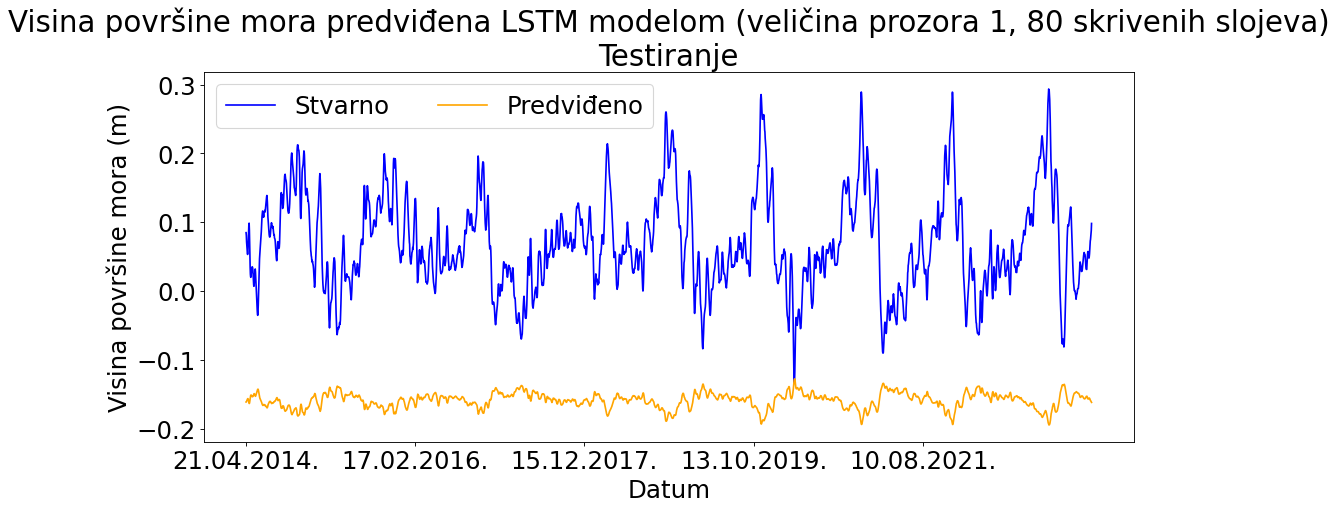 Visina površine mora predviđena LSTM modelom (veličina prozora 1, 80 skrivenih slojeva)
Testiranje
Stvarno Predviđeno
Visina površine mora (m)
0.3
0.2
0.1
0.0
−0.1
−0.2
21.04.2014. 17.02.2016. 15.12.2017. 13.10.2019. 10.08.2021.
Datum